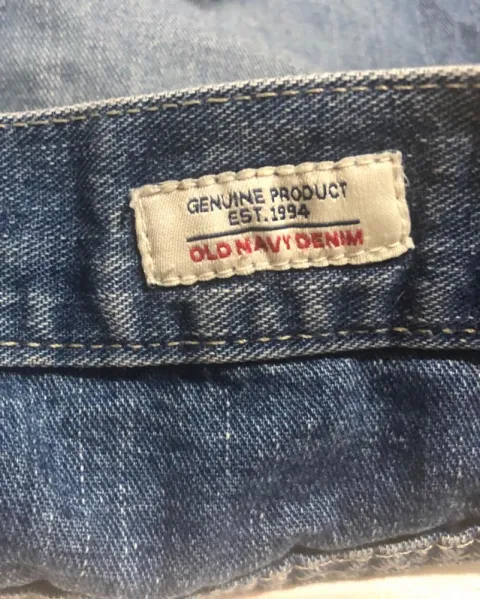 GENUINE PRODUCT
EST.1994
OLD NAVY DENIM